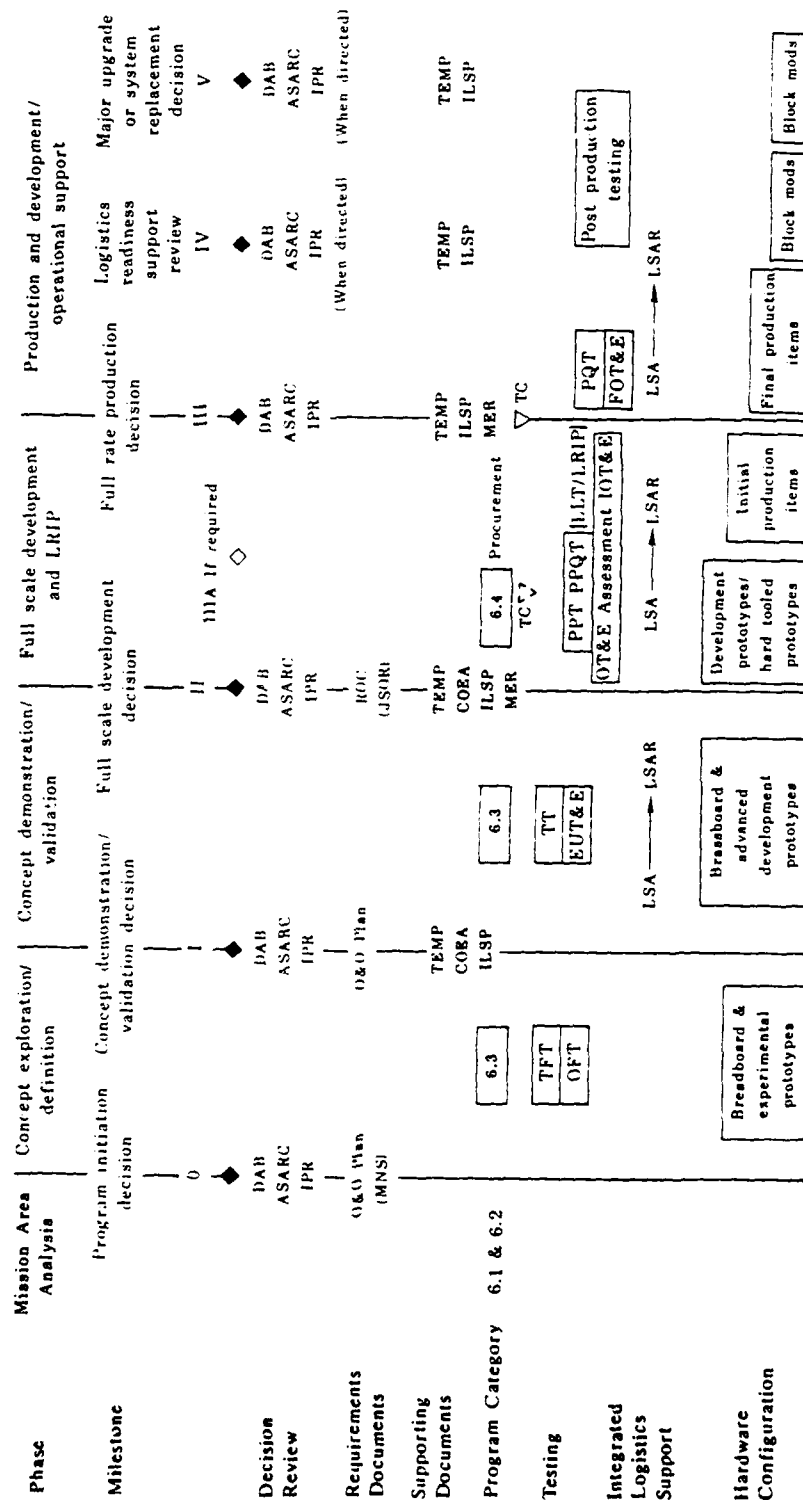 Phase
Mission Area
Analysis
Concept exploration/
definition
Concept demonstration/
validation
Full scale development
and LRIP
Production and development/
operational support
Milestone
Program initiation
decision
Concept demonstration/
validation decision
Full scale development
decision
Full rate production
decision
Logistics
readiness
support
review
Major upgrade
or system
replacement
decision
0
I
II
IIIA If required
III
IV
V
Decision
Review
DAB
ASARC
IPR
DAB
ASARC
IPR
DAB
ASARC
IPR
DAB
ASARC
IPR
DAB
ASARC
IPR
(When directed)
DAB
ASARC
IPR
(When directed)
Requirements
Documents
O&O Plan
(MNS)
O&O Plan
ROC
(JSOR)
Supporting
Documents
TEMP
COEA
ILSP
TEMP
COEA
ILSP
MER
TEMP
ILSP
MER
TEMP
ILSP
TEMP
ILSP
Program Category
6.1 & 6.2
6.3
6.3
6.4
Procurement
TC
TC
Testing
TFT
OFT
TT
EUT&E
PPT PPQT LLT/LRIP
OT&E Assessment IOT&E
PQT
FOT&E
Post production
testing
Integrated
Logistics
Support
LSA LSAR
LSA LSAR
LSA LSAR
Hardware
Configuration
Breadboard &
experimental
prototypes
Brassboard &
advanced
development
prototypes
Development
prototypes/
hard tooled
prototypes
Initial
production
items
Final production
items
Block mods
Block mods